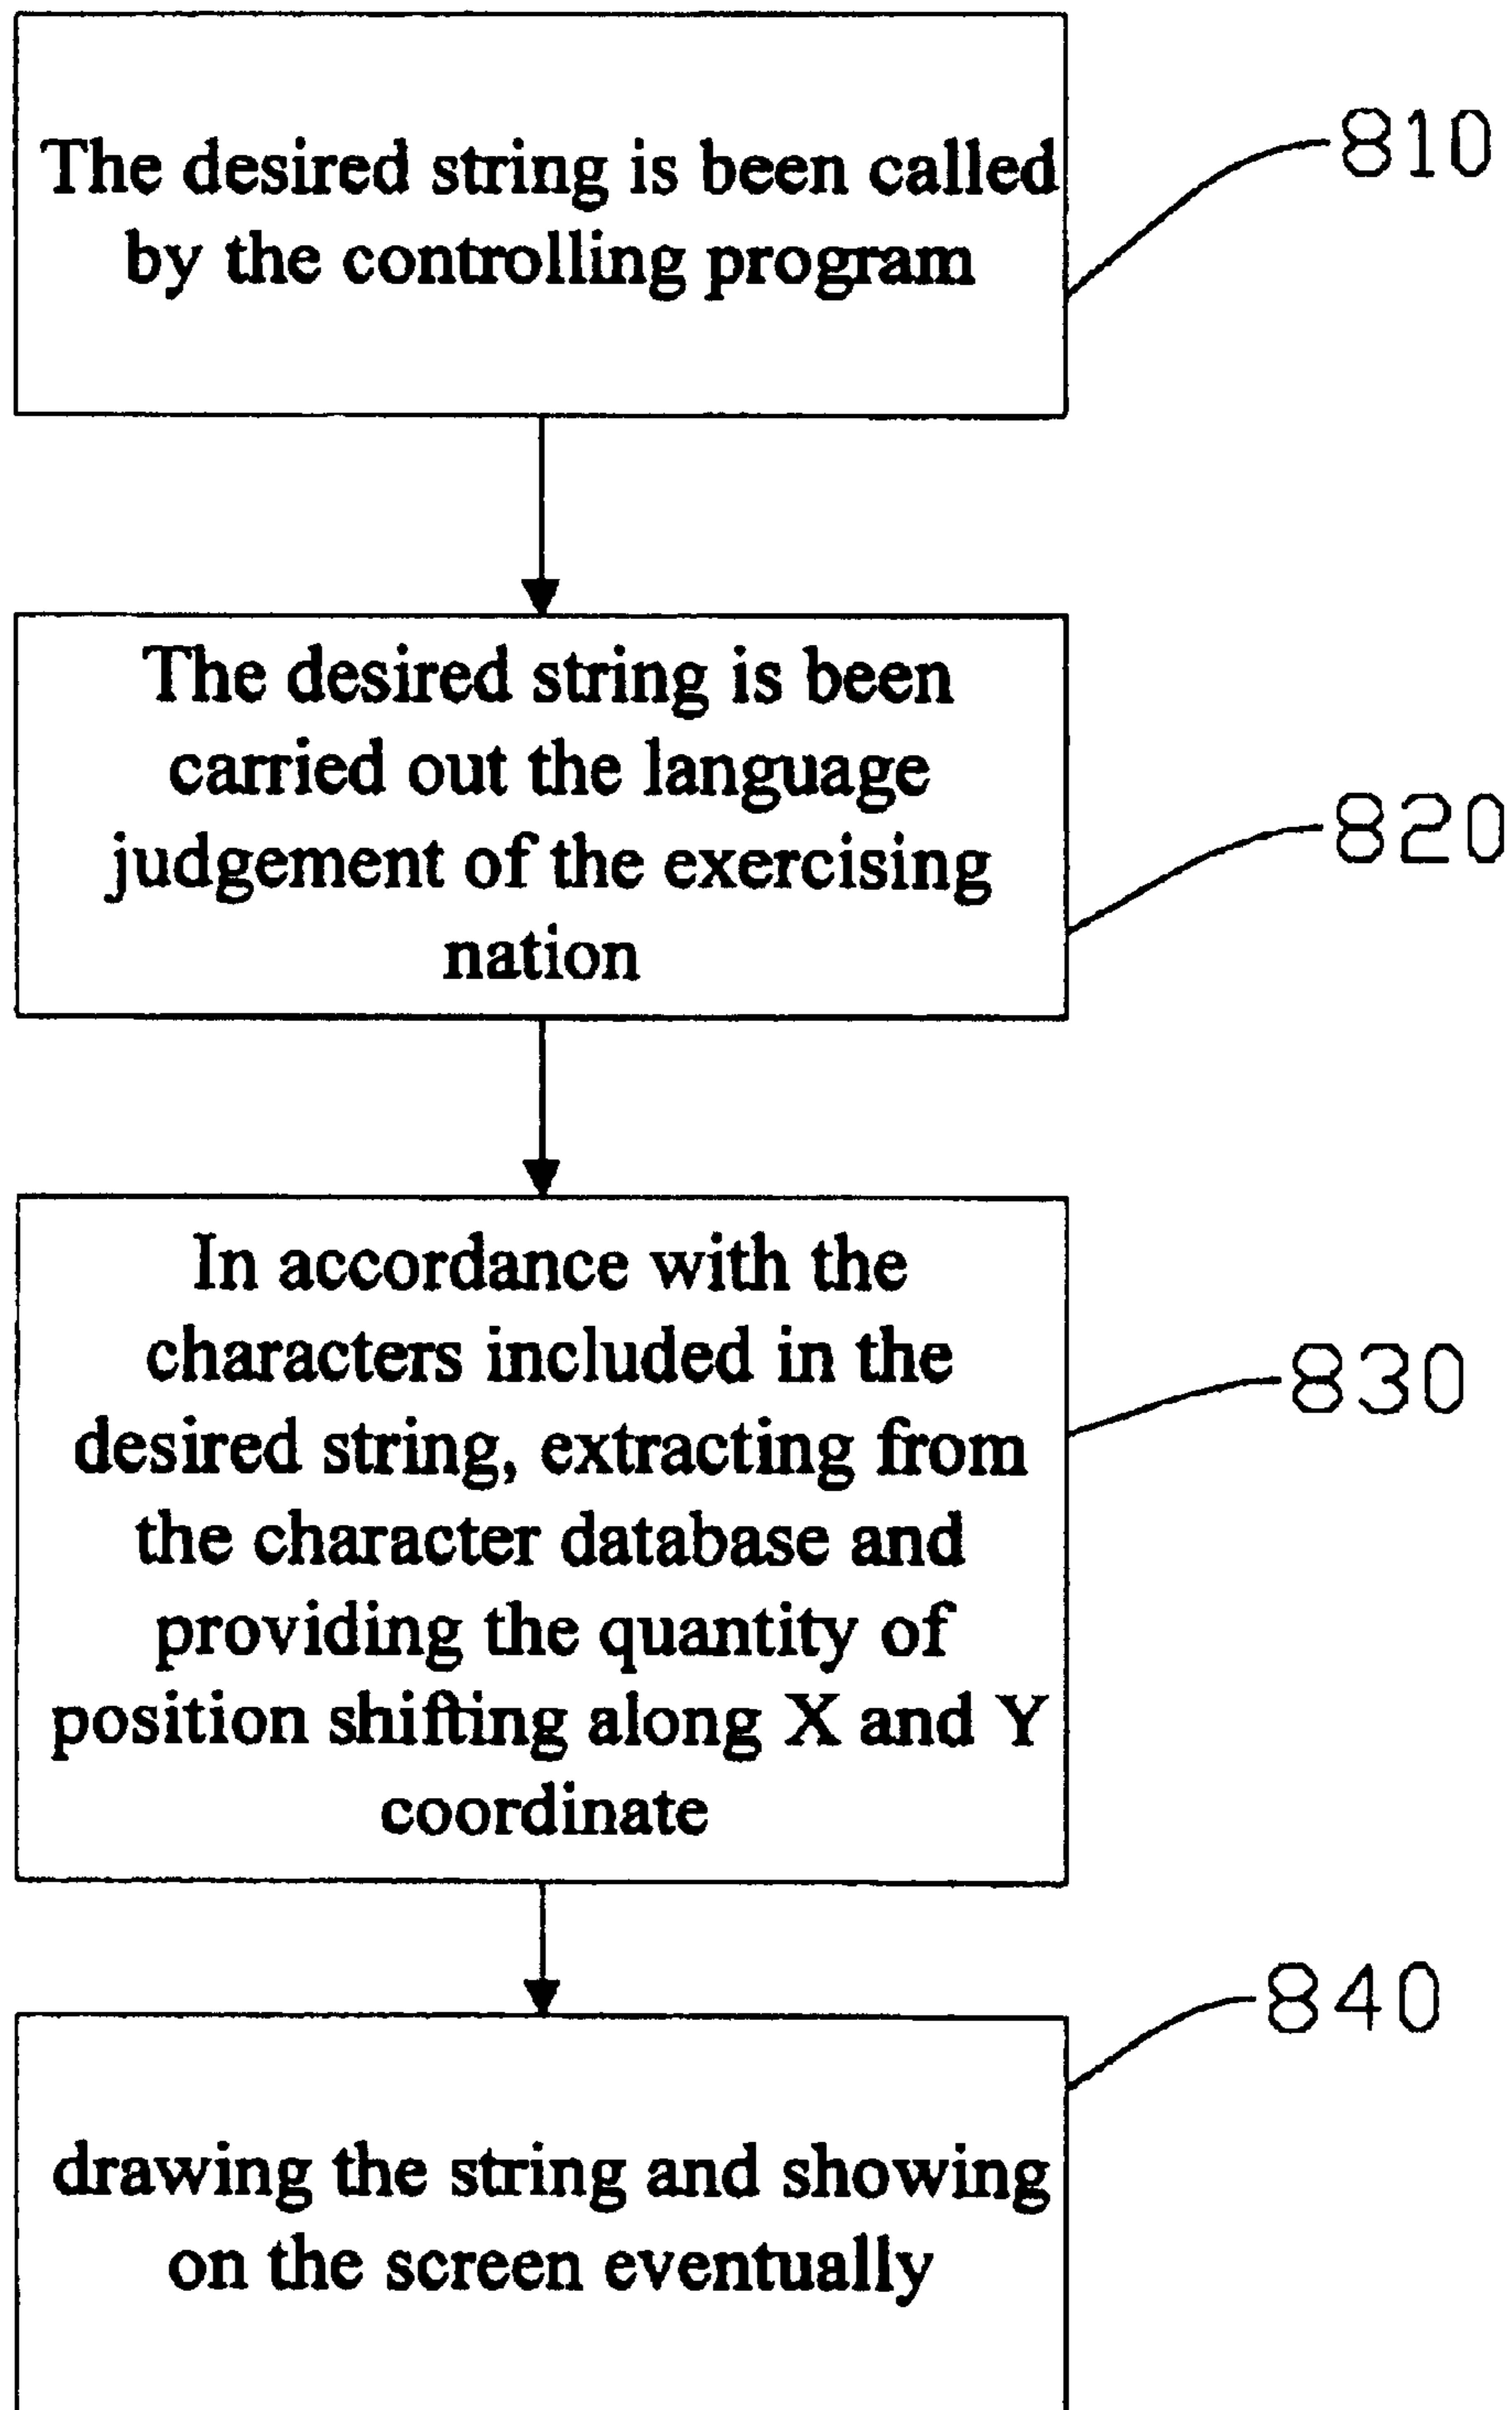 The desired string is been called
by the controlling program
810
The desired string is been
carried out the language
judgement of the exercising
nation
820
In accordance with the
characters included in the
desired string, extracting from
the character database and
providing the quantity of
position shifting along X and Y
coordinate
830
drawing the string and showing
on the screen eventually
840